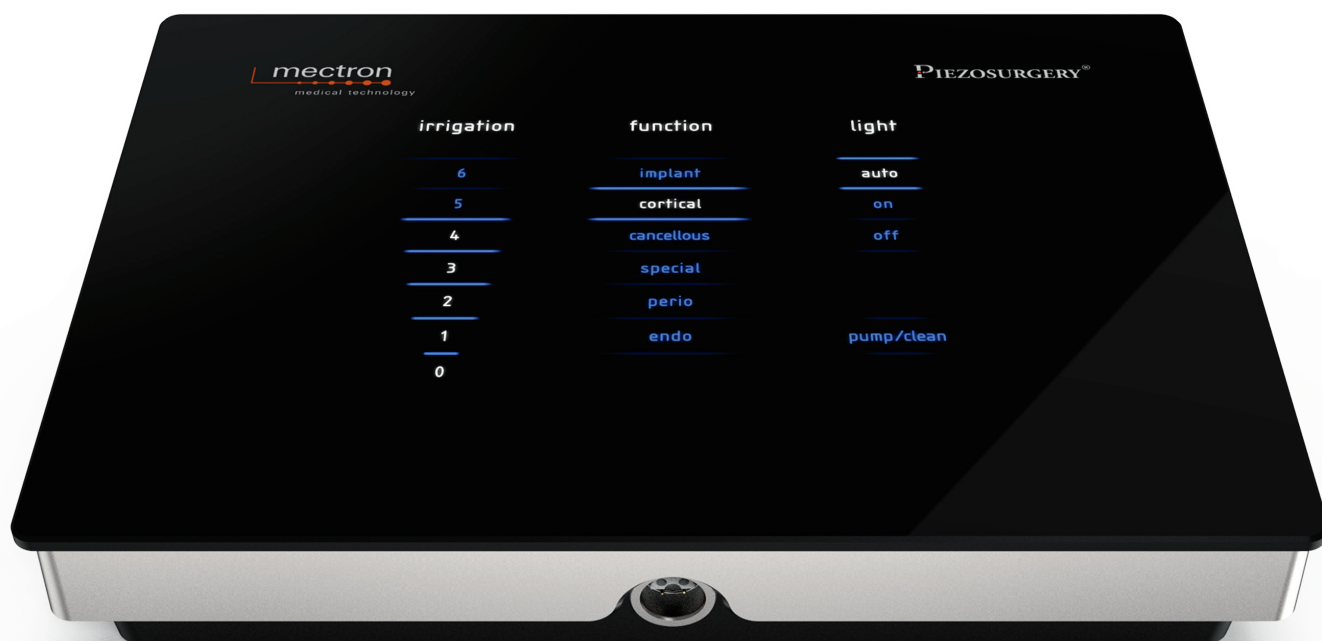 mectron
medical technology
PIEZOSURGERY®
irrigation function light
6 implant auto
5 cortical on
4 cancellous off
3 special
2 perio
1 endo pump/clean
0